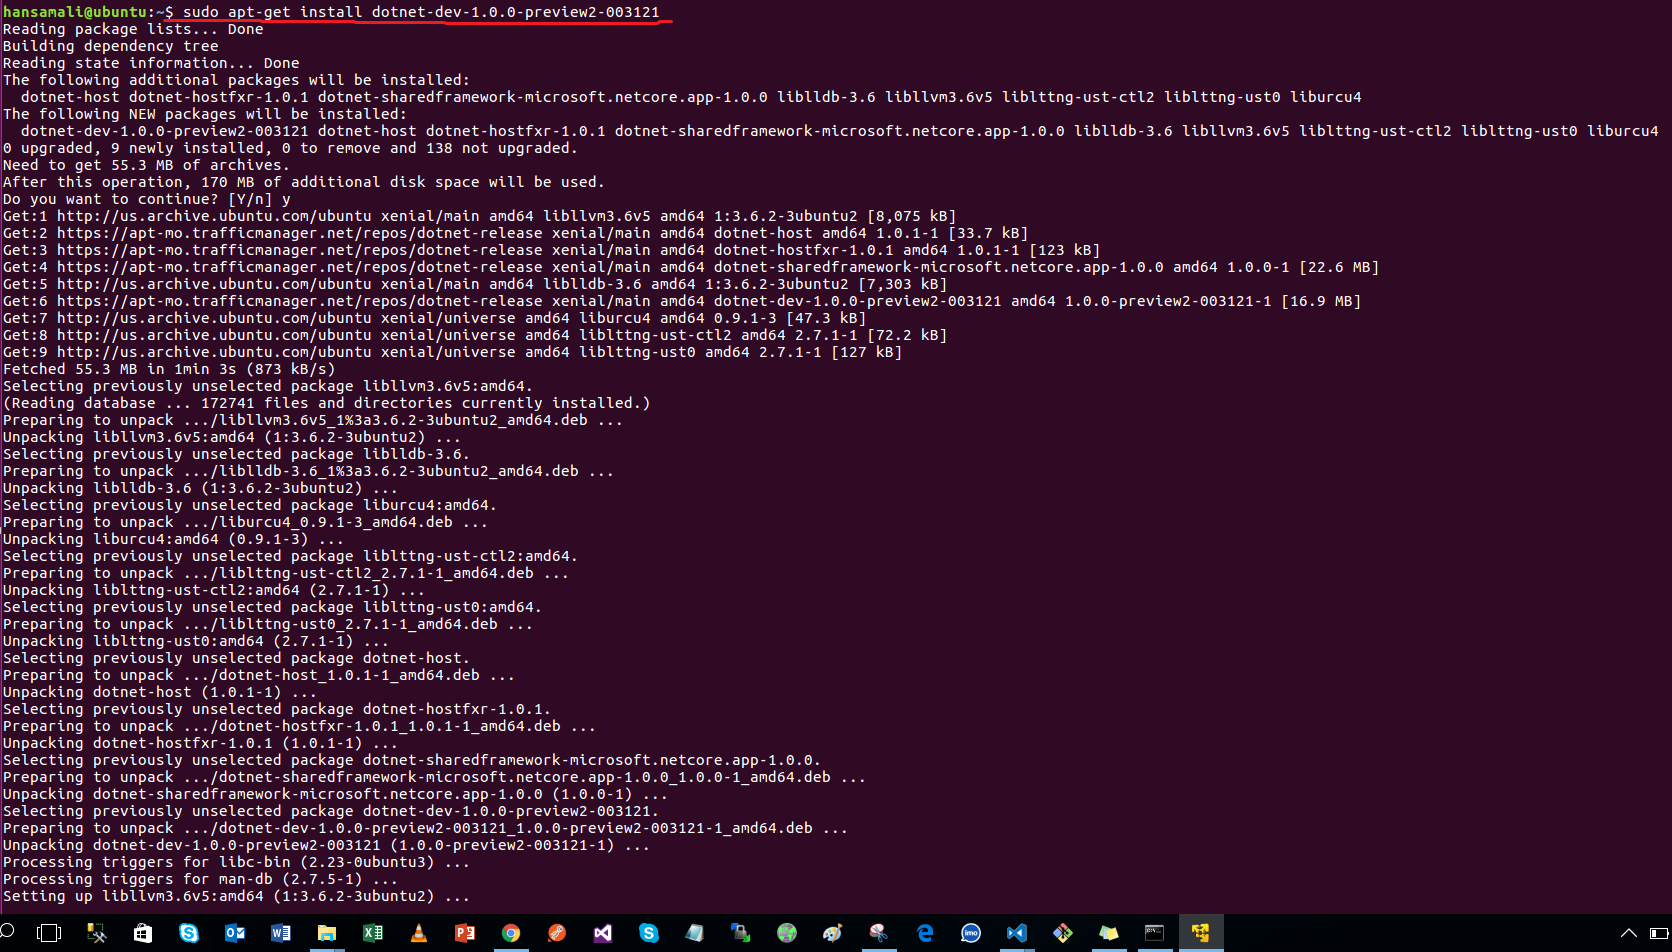 hansamali@ubuntu:~$ sudo apt-get install dotnet-dev-1.0.0-preview2-003121
Reading package lists... Done
Building dependency tree
Reading state information... Done
The following additional packages will be installed:
  dotnet-host dotnet-hostfxr-1.0.1 dotnet-sharedframework-microsoft.netcore.app-1.0.0 liblldb-3.6 libllvm3.6v5 liblttng-ust-ctl2 liblttng-ust0 liburcu4
The following NEW packages will be installed:
  dotnet-dev-1.0.0-preview2-003121 dotnet-host dotnet-hostfxr-1.0.1 dotnet-sharedframework-microsoft.netcore.app-1.0.0 liblldb-3.6 libllvm3.6v5 liblttng-ust-ctl2 liblttng-ust0 liburcu4
0 upgraded, 9 newly installed, 0 to remove and 138 not upgraded.
Need to get 55.3 MB of archives.
After this operation, 170 MB of additional disk space will be used.
Do you want to continue? [Y/n] y
Get:1 http://us.archive.ubuntu.com/ubuntu xenial/main amd64 libllvm3.6v5 amd64 1:3.6.2-3ubuntu2 [8,075 kB]
Get:2 https://apt-mo.trafficmanager.net/repos/dotnet-release xenial/main amd64 dotnet-host amd64 1.0.1-1 [33.7 kB]
Get:3 https://apt-mo.trafficmanager.net/repos/dotnet-release xenial/main amd64 dotnet-hostfxr-1.0.1 amd64 1.0.1-1 [123 kB]
Get:4 https://apt-mo.trafficmanager.net/repos/dotnet-release xenial/main amd64 dotnet-sharedframework-microsoft.netcore.app-1.0.0 amd64 1.0.0-1 [22.6 MB]
Get:5 http://us.archive.ubuntu.com/ubuntu xenial/main amd64 liblldb-3.6 amd64 1:3.6.2-3ubuntu2 [7,303 kB]
Get:6 https://apt-mo.trafficmanager.net/repos/dotnet-release xenial/main amd64 dotnet-dev-1.0.0-preview2-003121 amd64 1.0.0-preview2-003121-1 [16.9 MB]
Get:7 http://us.archive.ubuntu.com/ubuntu xenial/universe amd64 liburcu4 amd64 0.9.1-3 [47.3 kB]
Get:8 http://us.archive.ubuntu.com/ubuntu xenial/universe amd64 liblttng-ust-ctl2 amd64 2.7.1-1 [72.2 kB]
Get:9 http://us.archive.ubuntu.com/ubuntu xenial/universe amd64 liblttng-ust0 amd64 2.7.1-1 [127 kB]
Fetched 55.3 MB in 1min 3s (873 kB/s)
Selecting previously unselected package libllvm3.6v5:amd64.
(Reading database ... 172741 files and directories currently installed.)
Preparing to unpack .../libllvm3.6v5_1%3a3.6.2-3ubuntu2_amd64.deb ...
Unpacking libllvm3.6v5:amd64 (1:3.6.2-3ubuntu2) ...
Selecting previously unselected package liblldb-3.6.
Preparing to unpack .../liblldb-3.6_1%3a3.6.2-3ubuntu2_amd64.deb ...
Unpacking liblldb-3.6 (1:3.6.2-3ubuntu2) ...
Selecting previously unselected package liburcu4:amd64.
Preparing to unpack .../liburcu4_0.9.1-3_amd64.deb ...
Unpacking liburcu4:amd64 (0.9.1-3) ...
Selecting previously unselected package liblttng-ust-ctl2:amd64.
Preparing to unpack .../liblttng-ust-ctl2_2.7.1-1_amd64.deb ...
Unpacking liblttng-ust-ctl2:amd64 (2.7.1-1) ...
Selecting previously unselected package liblttng-ust0:amd64.
Preparing to unpack .../liblttng-ust0_2.7.1-1_amd64.deb ...
Unpacking liblttng-ust0:amd64 (2.7.1-1) ...
Selecting previously unselected package dotnet-host.
Preparing to unpack .../dotnet-host_1.0.1-1_amd64.deb ...
Unpacking dotnet-host (1.0.1-1) ...
Selecting previously unselected package dotnet-hostfxr-1.0.1.
Preparing to unpack .../dotnet-hostfxr-1.0.1_1.0.1-1_amd64.deb ...
Unpacking dotnet-hostfxr-1.0.1 (1.0.1-1) ...
Selecting previously unselected package dotnet-sharedframework-microsoft.netcore.app-1.0.0.
Preparing to unpack .../dotnet-sharedframework-microsoft.netcore.app-1.0.0_1.0.0-1_amd64.deb ...
Unpacking dotnet-sharedframework-microsoft.netcore.app-1.0.0 (1.0.0-1) ...
Selecting previously unselected package dotnet-dev-1.0.0-preview2-003121.
Preparing to unpack .../dotnet-dev-1.0.0-preview2-003121_1.0.0-preview2-003121-1_amd64.deb ...
Unpacking dotnet-dev-1.0.0-preview2-003121 (1.0.0-preview2-003121-1) ...
Processing triggers for libc-bin (2.23-0ubuntu3) ...
Processing triggers for man-db (2.7.5-1) ...
Setting up libllvm3.6v5:amd64 (1:3.6.2-3ubuntu2) ...